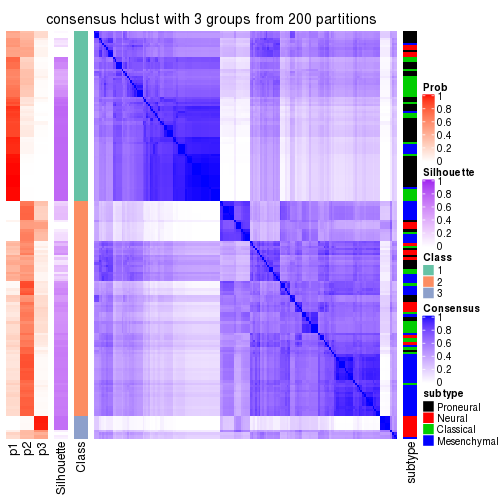 consensus hclust with 3 groups from 200 partitions
Prob
1
0.8
0.6
0.4
0.2
0
Silhouette
1
0.8
0.6
0.4
0.2
0
Class
1
2
3
Consensus
1
0.8
0.6
0.4
0.2
0
subtype
Proneural
Neural
Classical
Mesenchymal
p1
p2
p3
Silhouette
Class
subtype